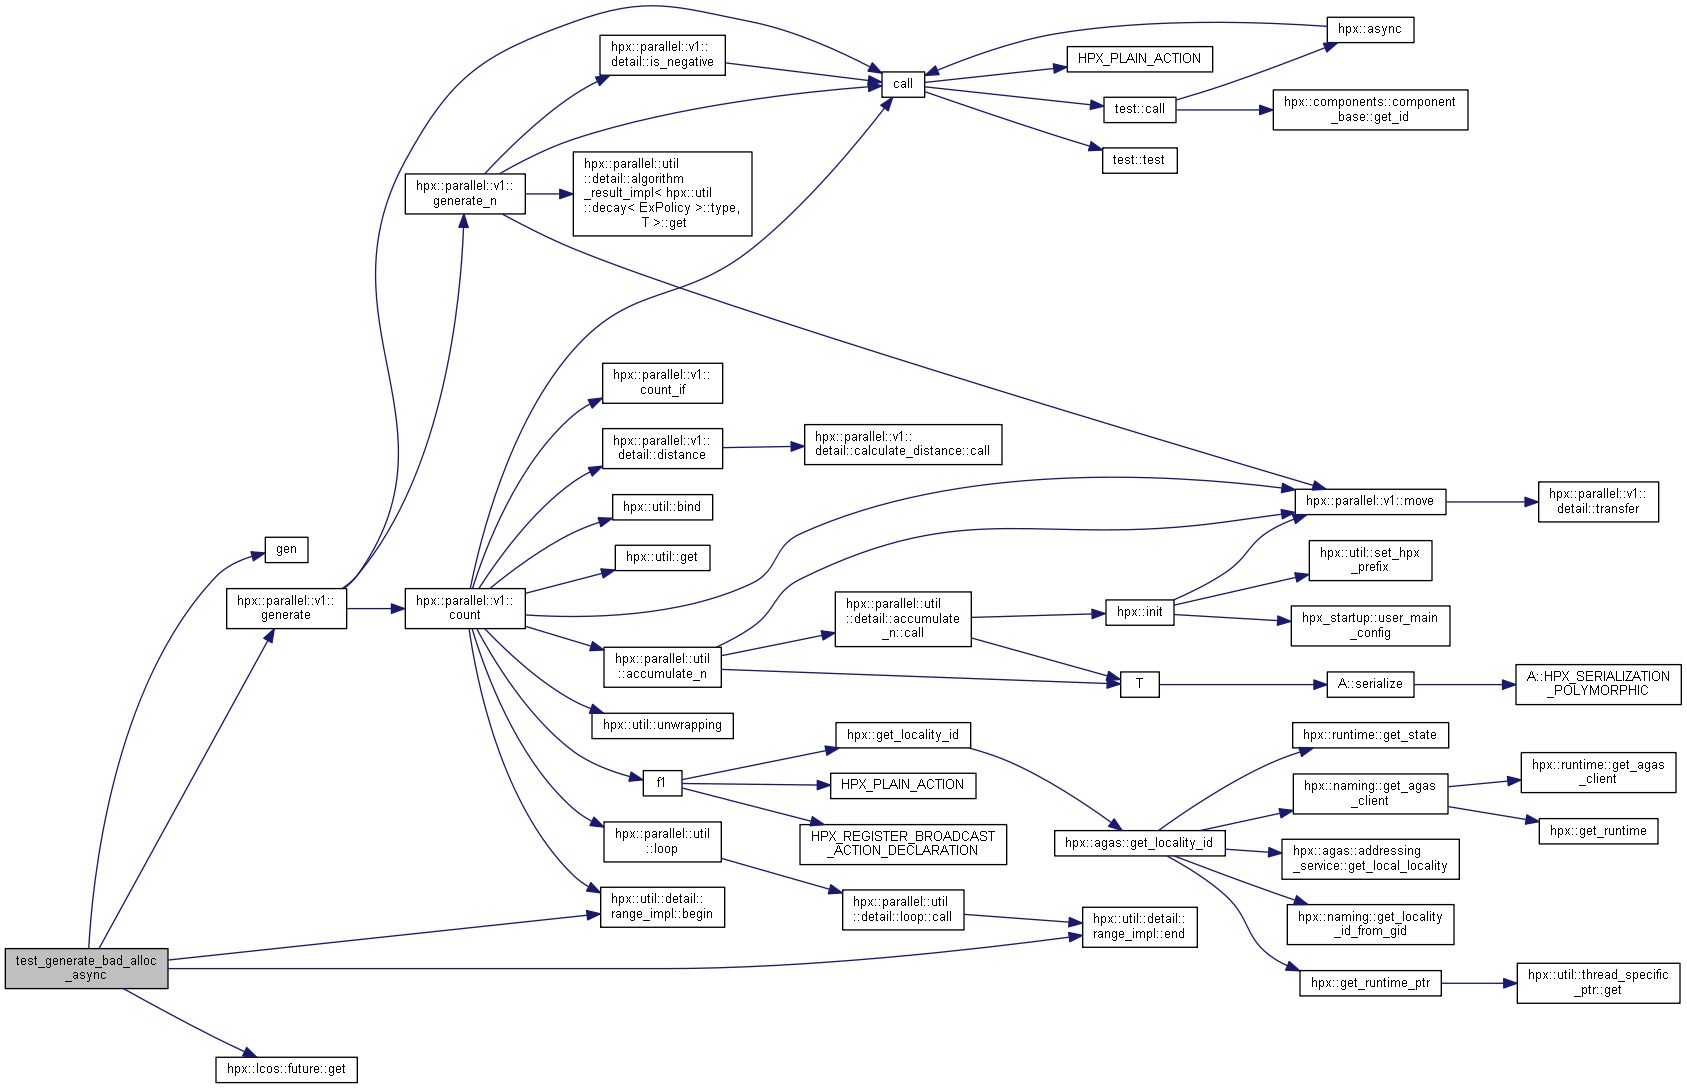 test_generate_bad_alloc
_async
gen
hpx::parallel::v1::
generate
hpx::lcos::future::get
hpx::parallel::v1::
generate_n
hpx::parallel::v1::
count
hpx::parallel::v1::
detail::is_negative
hpx::parallel::util
::detail::algorithm
_result_impl< hpx::util
::decay< ExPolicy >::type,
T >::get
hpx::parallel::v1::
count_if
hpx::parallel::v1::
detail::distance
hpx::util::bind
hpx::util::get
hpx::parallel::util
::accumulate_n
hpx::util::unwrapping
f1
hpx::parallel::util
::loop
hpx::util::detail::
range_impl::begin
call
hpx::parallel::v1::
detail::calculate_distance::call
hpx::parallel::util
::detail::accumulate
_n::call
hpx::get_locality_id
HPX_PLAIN_ACTION
HPX_REGISTER_BROADCAST
_ACTION_DECLARATION
hpx::parallel::util
::detail::loop::call
HPX_PLAIN_ACTION
test::call
test::test
hpx::init
T
hpx::agas::get_locality_id
hpx::util::detail::
range_impl::end
hpx::async
hpx::components::component
_base::get_id
hpx::parallel::v1::move
hpx::util::set_hpx
_prefix
hpx_startup::user_main
_config
A::serialize
hpx::runtime::get_state
hpx::naming::get_agas
_client
hpx::agas::addressing
_service::get_local_locality
hpx::naming::get_locality
_id_from_gid
hpx::get_runtime_ptr
hpx::parallel::v1::
detail::transfer
A::HPX_SERIALIZATION
_POLYMORPHIC
hpx::runtime::get_agas
_client
hpx::get_runtime
hpx::util::thread_specific
_ptr::get